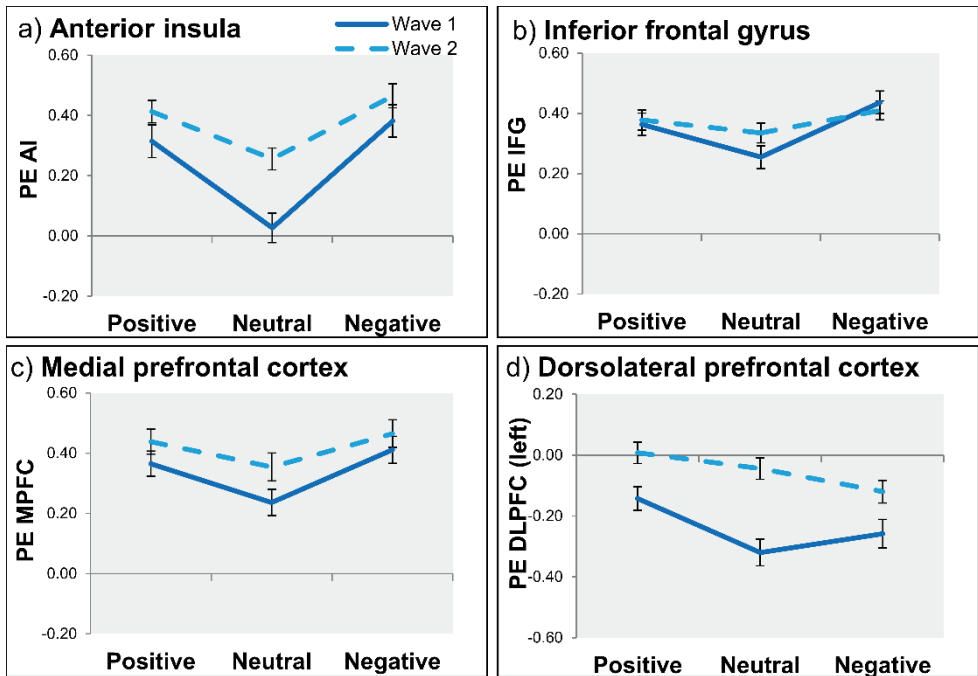 a) Anterior insula
Wave 1
Wave 2
0.60
0.40
0.20
0.00
-0.20
PE AI
Positive Neutral Negative
b) Inferior frontal gyrus
0.60
0.40
0.20
0.00
-0.20
PE IFG
Positive Neutral Negative
c) Medial prefrontal cortex
0.60
0.40
0.20
0.00
-0.20
PE MPFC
Positive Neutral Negative
d) Dorsolateral prefrontal cortex
0.20
0.00
-0.20
-0.40
-0.60
PE DLPFC (left)
Positive Neutral Negative